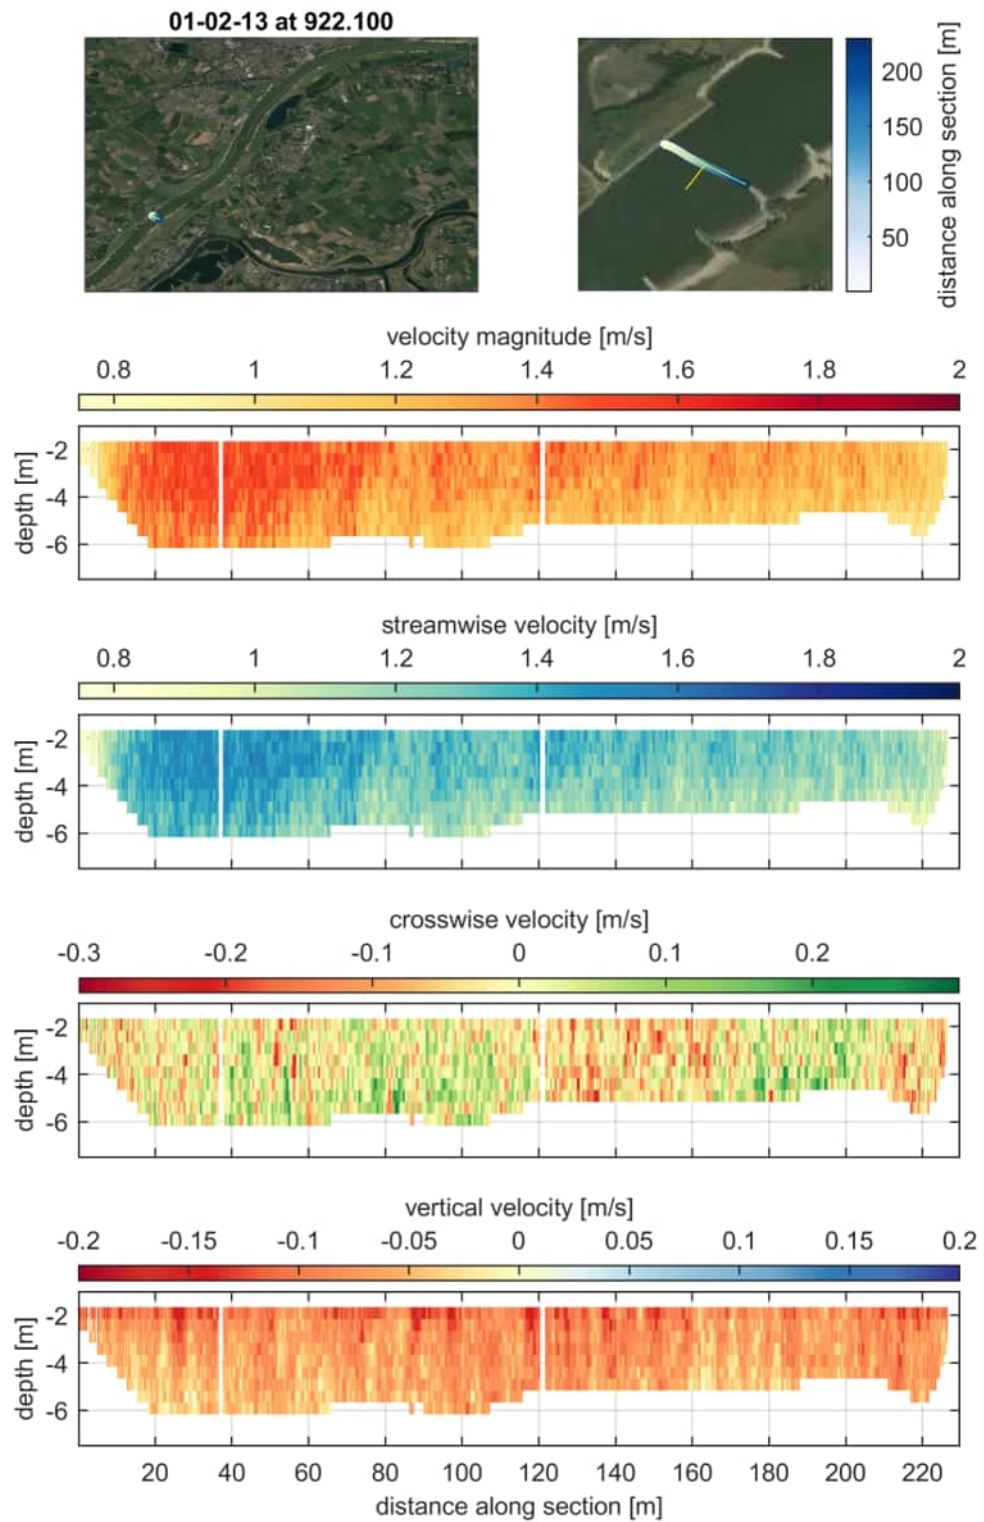 01-02-13 at 922.100
distance along section [m]
200
150
100
50
velocity magnitude [m/s]
0.8 1 1.2 1.4 1.6 1.8 2
depth [m]
-2
-4
-6
streamwise velocity [m/s]
0.8 1 1.2 1.4 1.6 1.8 2
depth [m]
-2
-4
-6
crosswise velocity [m/s]
-0.3 -0.2 -0.1 0 0.1 0.2
depth [m]
-2
-4
-6
vertical velocity [m/s]
-0.2 -0.15 -0.1 -0.05 0 0.05 0.1 0.15 0.2
depth [m]
-2
-4
-6
20 40 60 80 100 120 140 160 180 200 220
distance along section [m]